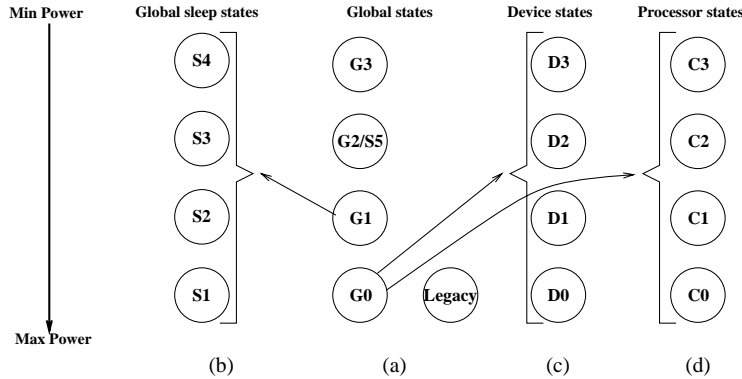 Min Power
Global sleep states
Global states
Device states
Processor states
S4
G3
D3
C3
S3
G2/S5
D2
C2
S2
G1
D1
C1
S1
G0
Legacy
D0
C0
Max Power
(b)
(a)
(c)
(d)